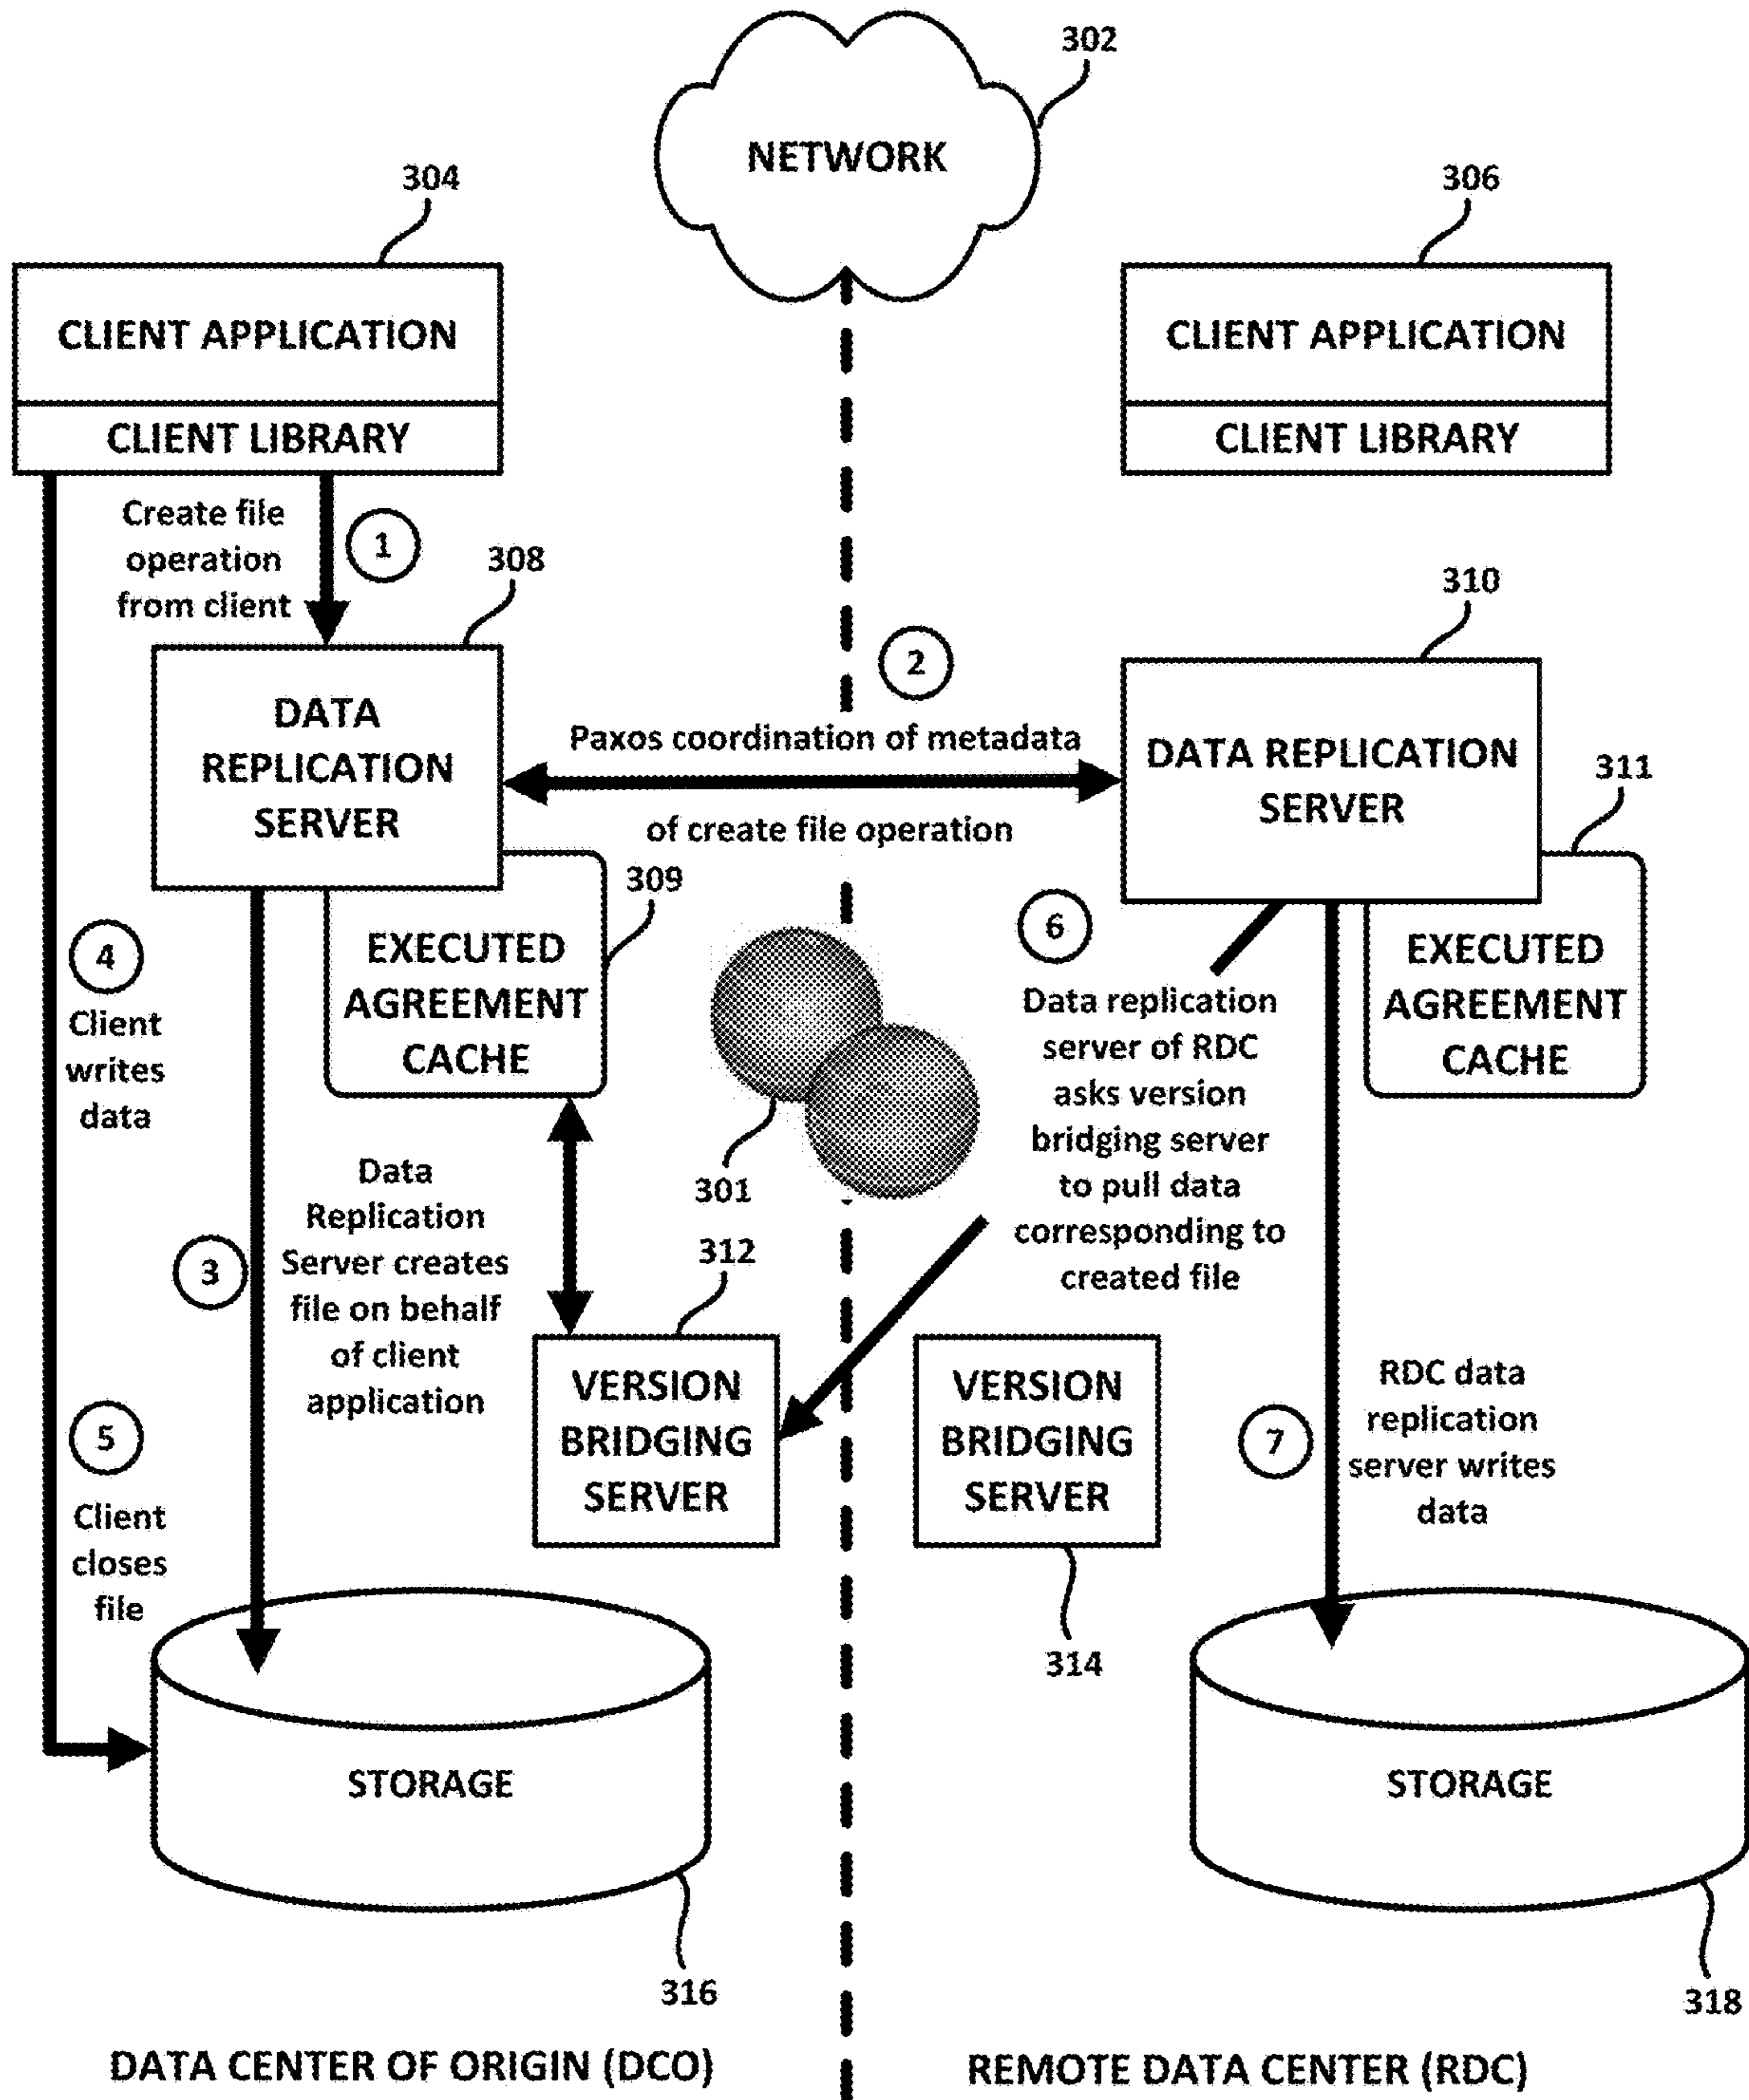 302
NETWORK
304
306
CLIENT APPLICATION
CLIENT LIBRARY
CLIENT APPLICATION
CLIENT LIBRARY
Create file
operation
from client
1
308
310
2
DATA
REPLICATION
SERVER
Paxos coordination of metadata
of create file operation
DATA REPLICATION
SERVER
311
309
EXECUTED
AGREEMENT
CACHE
6
Data replication
server of RDC
asks version
bridging server
to pull data
corresponding to
created file
EXECUTED
AGREEMENT
CACHE
4
Client
writes
data
301
3
Data
Replication
Server creates
file on behalf
of client
application
312
VERSION
BRIDGING
SERVER
VERSION
BRIDGING
SERVER
314
7
RDC data
replication
server writes
data
5
Client
closes
file
STORAGE
316
STORAGE
318
DATA CENTER OF ORIGIN (DCO)
REMOTE DATA CENTER (RDC)